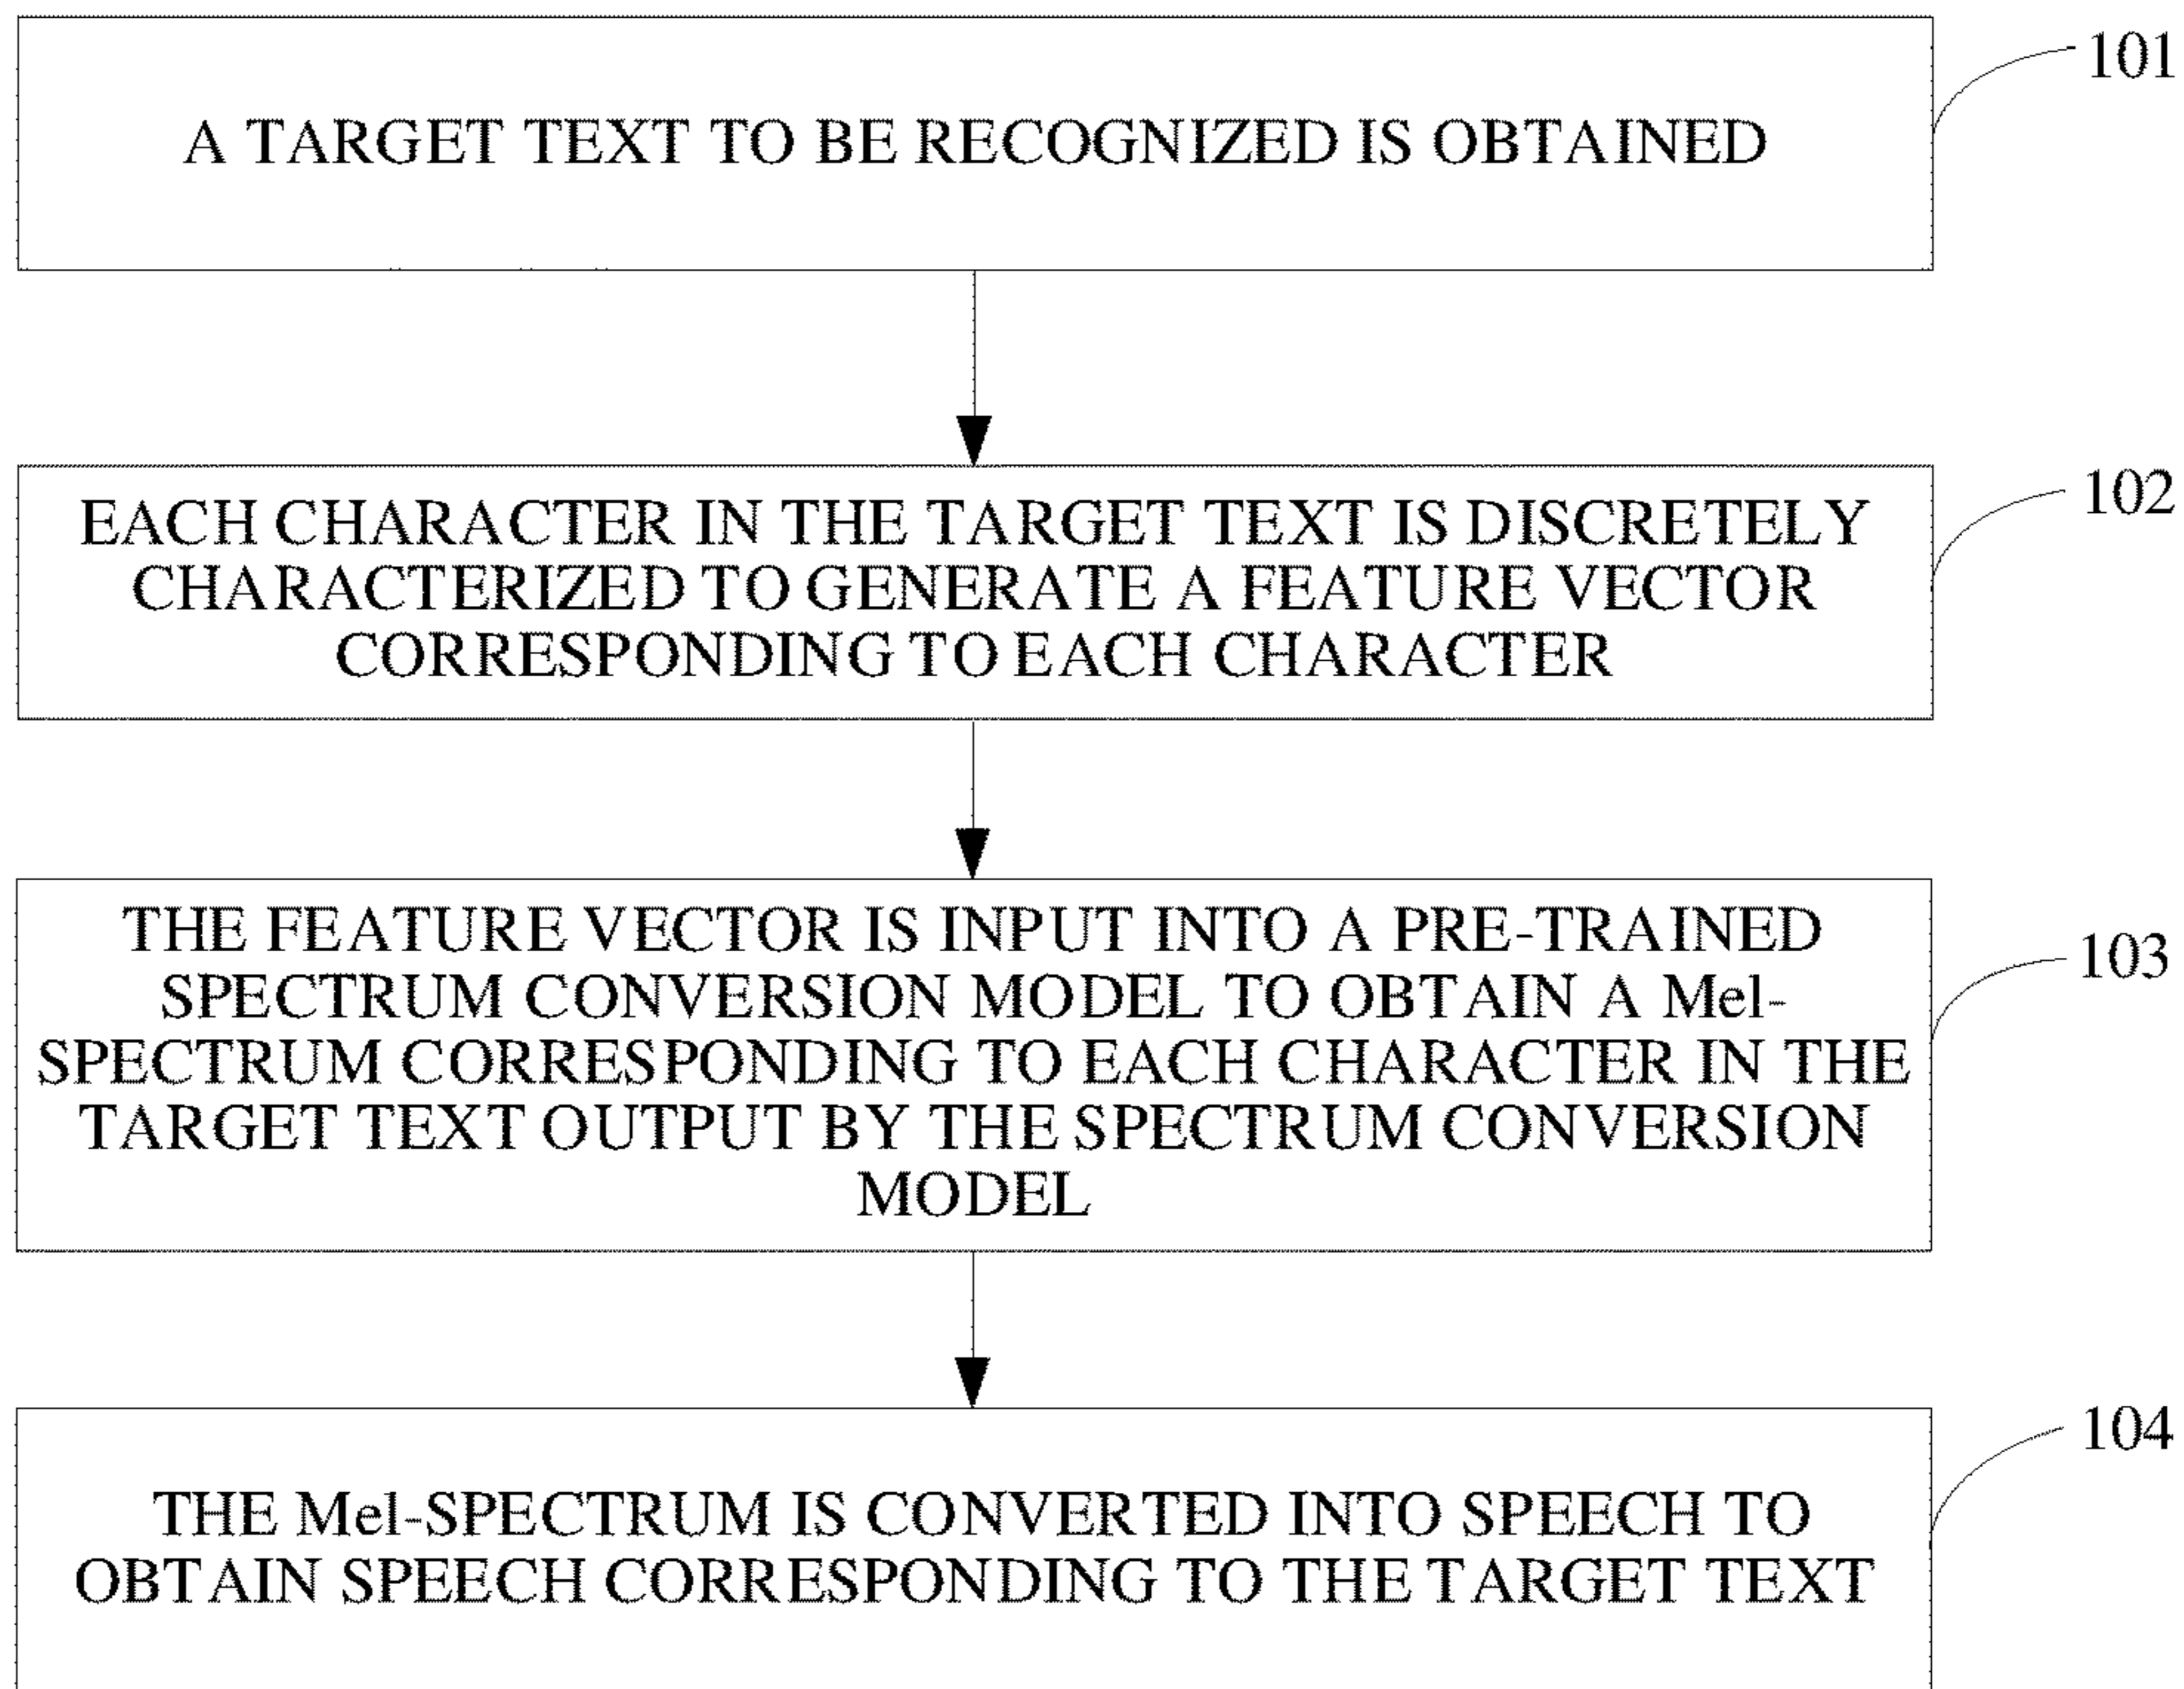 101
A TARGET TEXT TO BE RECOGNIZED IS OBTAINED
102
EACH CHARACTER IN THE TARGET TEXT IS DISCRETELY
CHARACTERIZED TO GENERATE A FEATURE VECTOR
CORRESPONDING TO EACH CHARACTER
103
THE FEATURE VECTOR IS INPUT INTO A PRE-TRAINED
SPECTRUM CONVERSION MODEL TO OBTAIN A Mel-
SPECTRUM CORRESPONDING TO EACH CHARACTER IN THE
TARGET TEXT OUTPUT BY THE SPECTRUM CONVERSION
MODEL
104
THE Mel-SPECTRUM IS CONVERTED INTO SPEECH TO
OBTAIN SPEECH CORRESPONDING TO THE TARGET TEXT